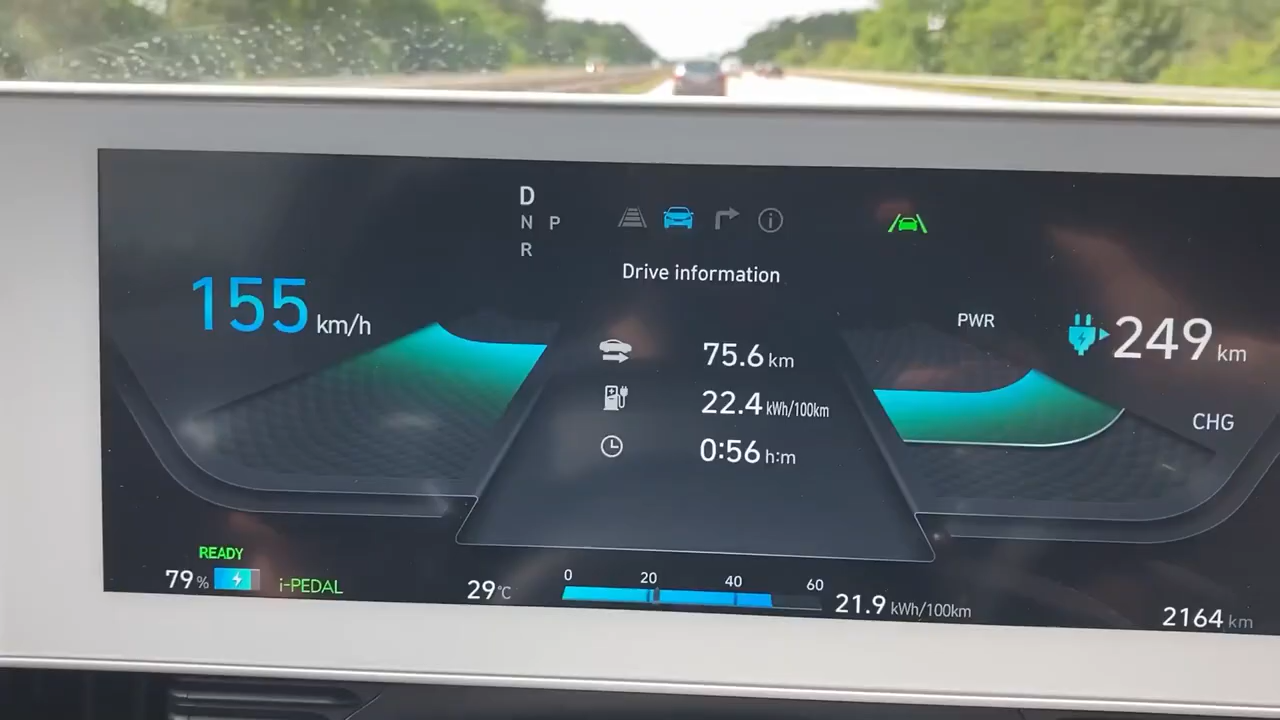 D
N P
R
Drive information
155 km/h
PWR
249 km
75.6 km
22.4 kWh/100km
CHG
0:56 h:m
READY
79% i-PEDAL
29°C
0 20 40 60
21.9 kWh/100km
2164 km